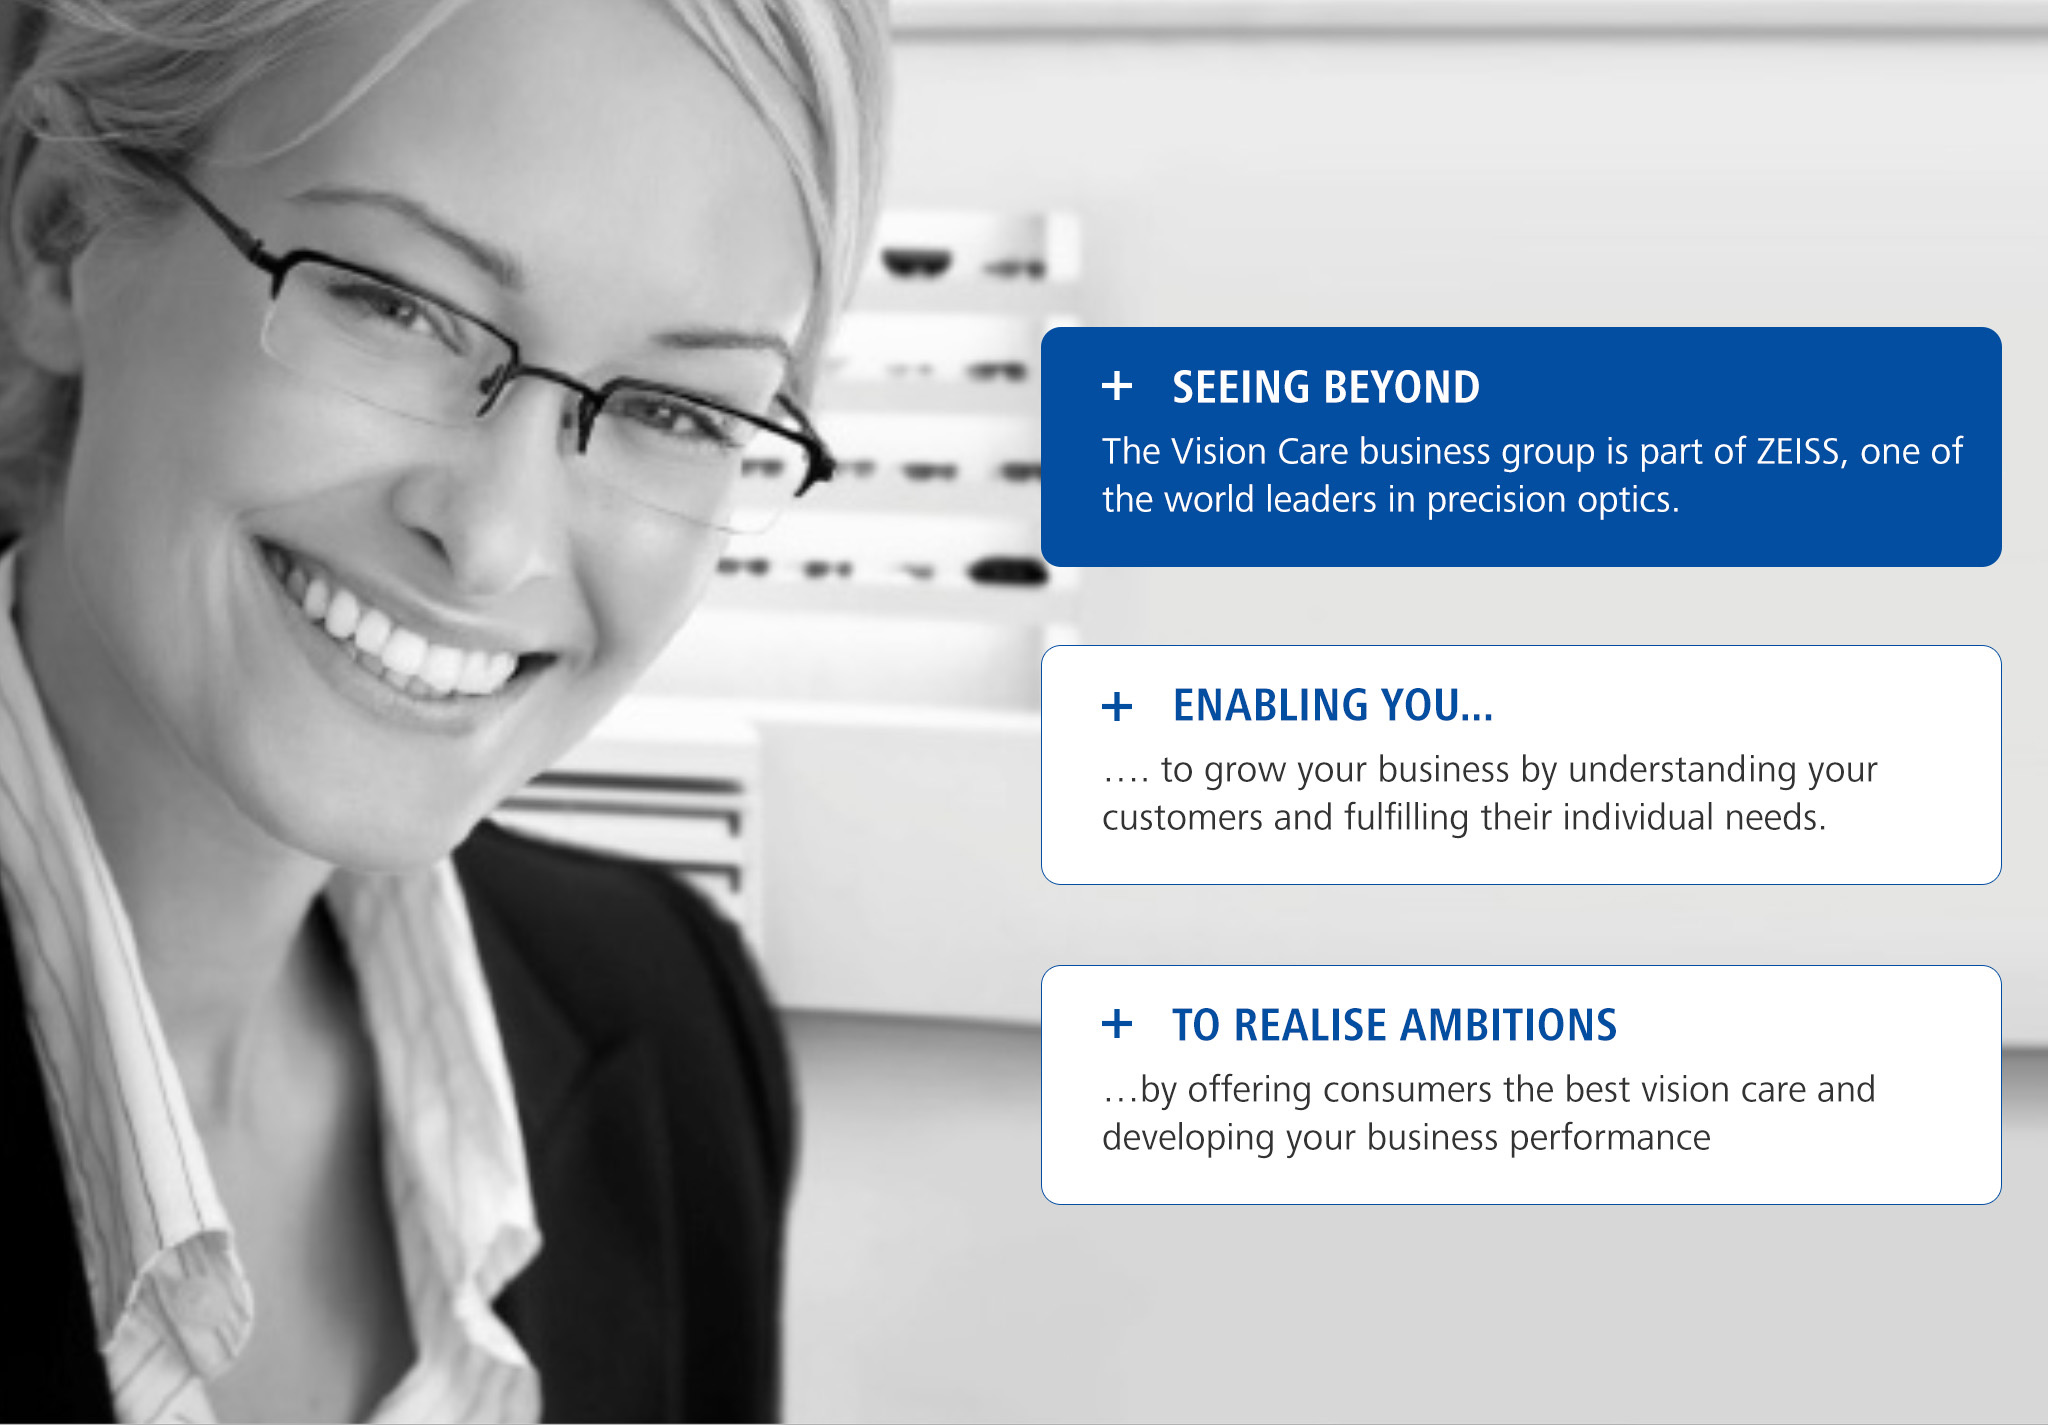 + SEEING BEYOND
The Vision Care business group is part of ZEISS, one of
the world leaders in precision optics.
+ ENABLING YOU...
.... to grow your business by understanding your
customers and fulfilling their individual needs.
+ TO REALISE AMBITIONS
...by offering consumers the best vision care and
developing your business performance